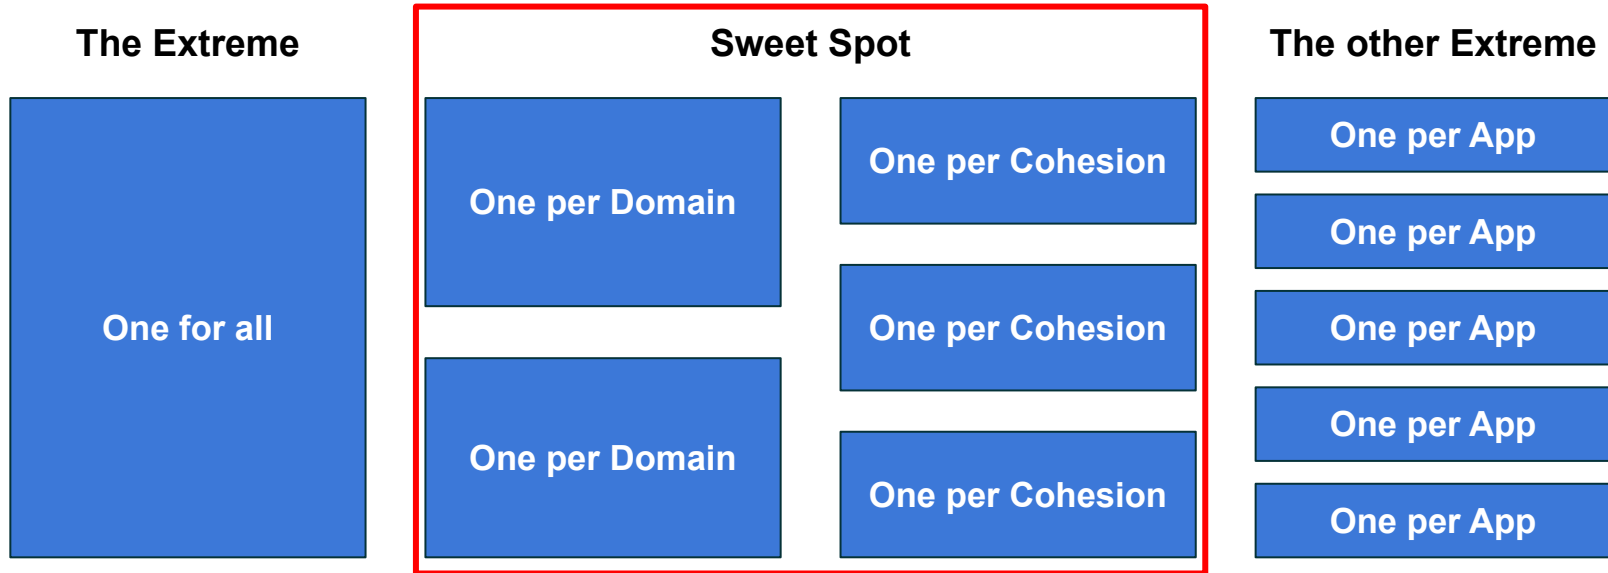 The Extreme
Sweet Spot
The other Extreme
One for all
One per Domain
One per Domain
One per Cohesion
One per Cohesion
One per Cohesion
One per App
One per App
One per App
One per App
One per App